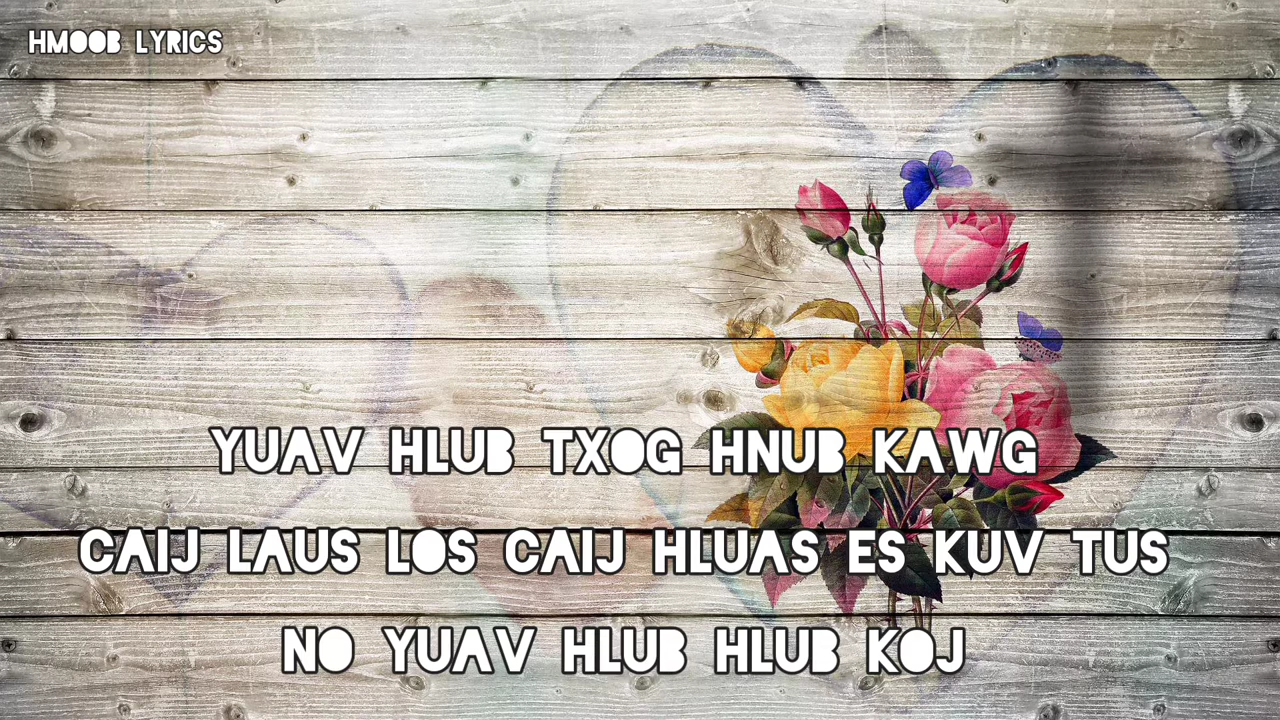 HMOOB LYRICS
YUAV HLUB TXOG HNUB KAWG
CAIJ LAUS LOS CAIJ HLUAS ES KUV TUS
NO YUAV HLUB HLUB KOJ